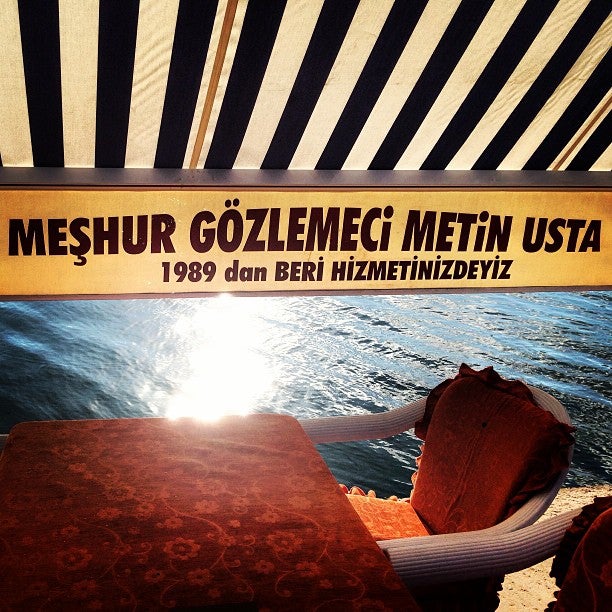 MEŞHUR GÖZLEMECİ METİN USTA
1989 dan BERİ HİZMETİNİZDEYİZ